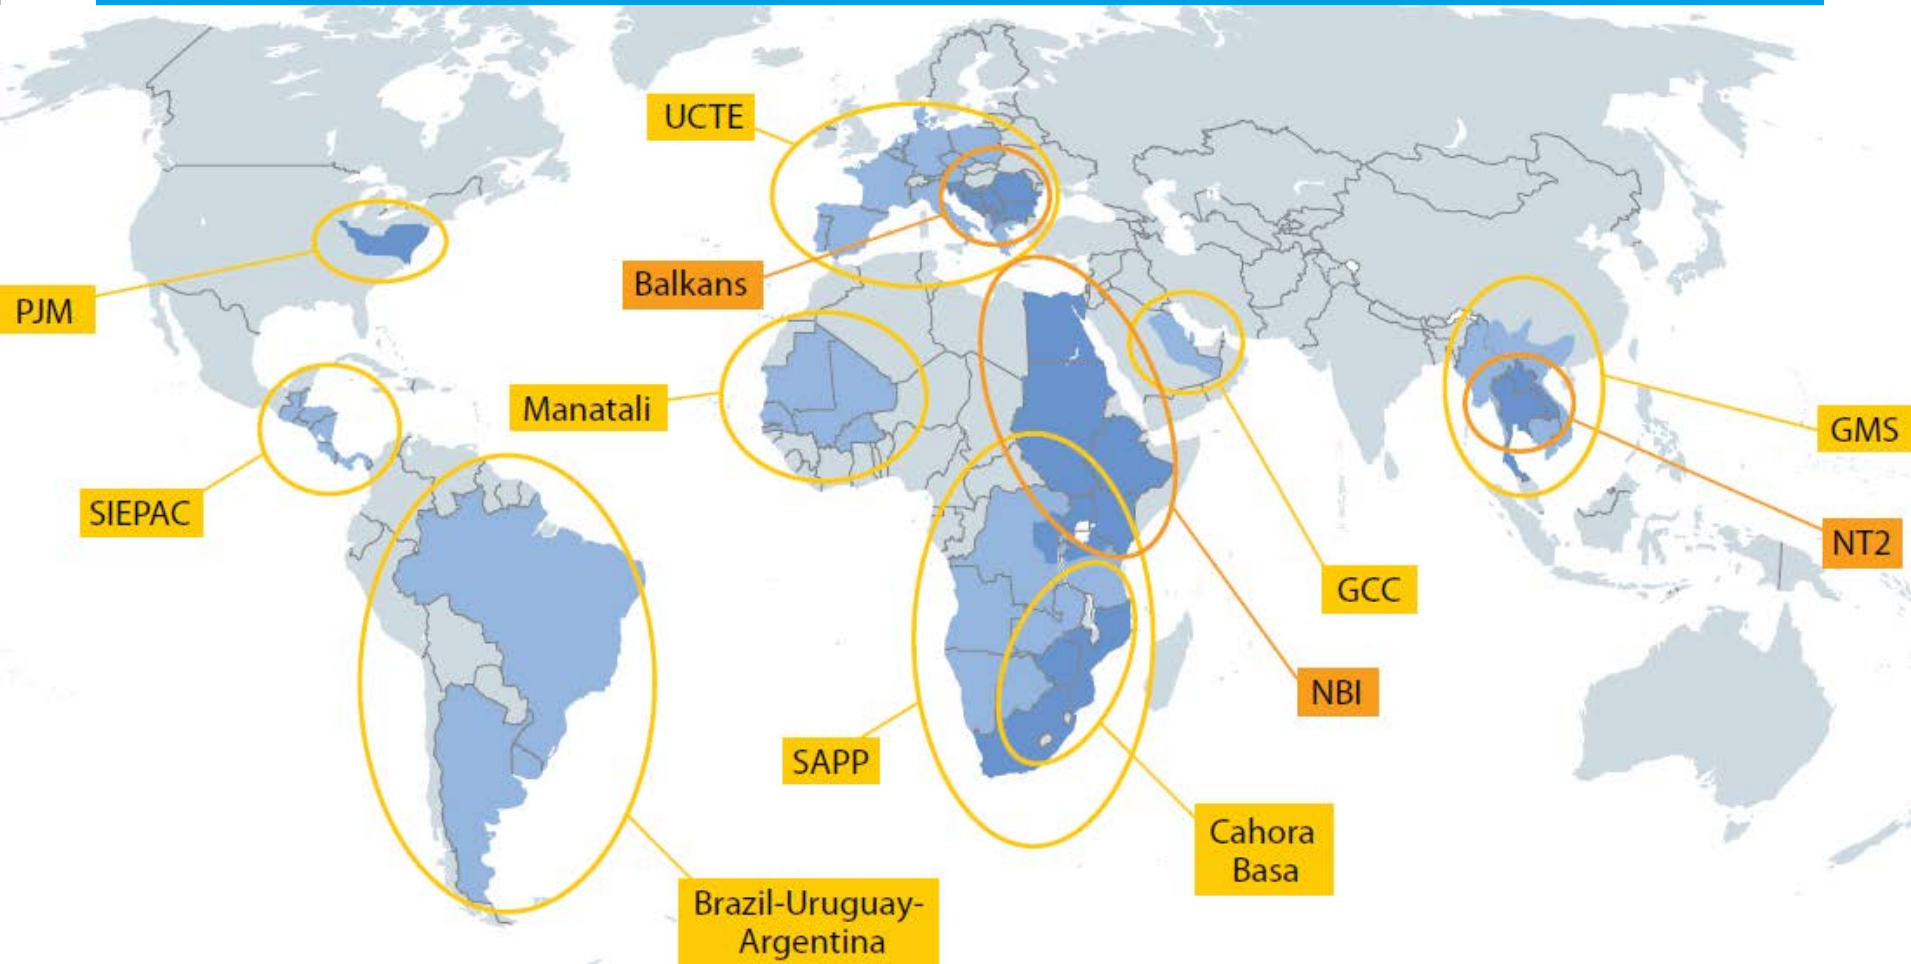 UCTE
Balkans
PJM
Manatali
GMS
SIEPAC
NT2
GCC
NBI
SAPP
Cahora
Basa
Brazil-Uruguay-
Argentina